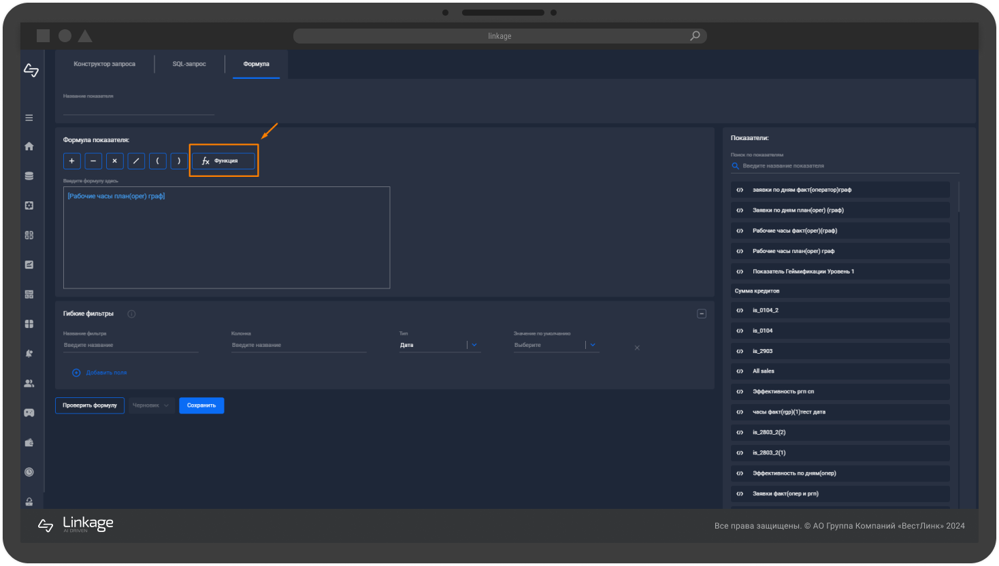 linkage
Конструктор запроса
SQL-запрос
Формула
Название показателя
Формула показателя:
+ − × / ( ) fx Функция
Введите формулу здесь
[Рабочие часы план(oper) граф]
Гибкие фильтры
Название фильтра
Колонка
Тип
Значение по умолчанию
Введите название
Введите название
Дата
Выберите
Добавить поля
Проверить формулу
Черновик
Сохранить
Показатели:
Поиск по показателям
Введите название показателя
заявки по дням факт(оператор)граф
Заявки по дням план(oper) (граф)
Рабочие часы факт(oper)(граф)
Рабочие часы план(oper) граф
Показатель Геймификации Уровень 1
Сумма кредитов
is_0104_2
is_0104
is_2903
All sales
Эффективность ргп сп
часы факт(rgp)(1)тест дата
is_2803_2(2)
is_2803_2(1)
Эффективность по дням(опер)
Заявки факт(опер и ргп)
Linkage
AI DRIVEN
Все права защищены. © АО Группа Компаний «ВестЛинк» 2024